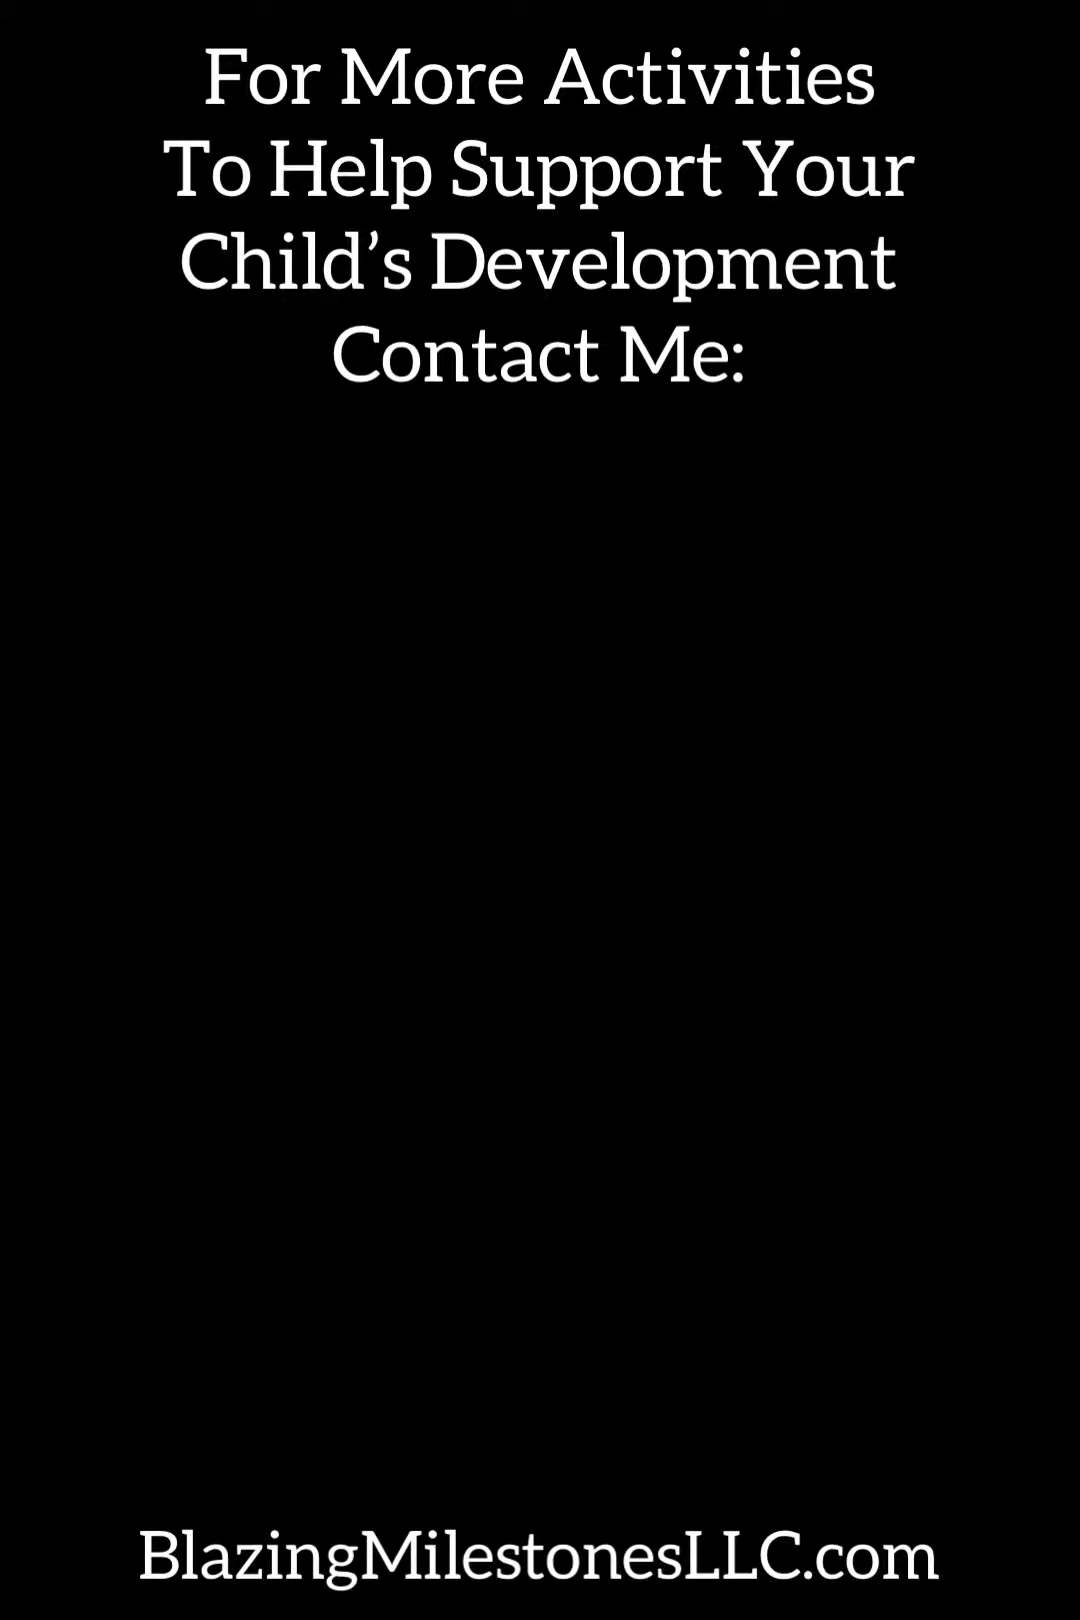 For More Activities
To Help Support Your
Child’s Development
Contact Me:
BlazingMilestonesLLC.com